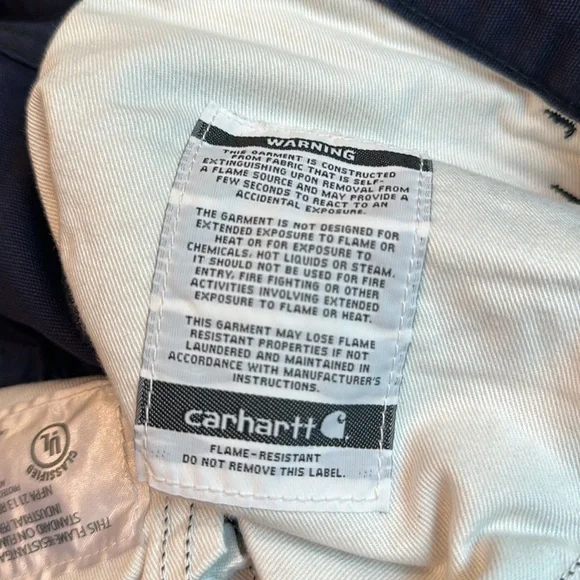 WARNING
THIS GARMENT IS CONSTRUCTED
FROM FABRIC THAT IS SELF-
EXTINGUISHING UPON REMOVAL FROM
A FLAME SOURCE AND MAY PROVIDE A
FEW SECONDS TO REACT TO AN
ACCIDENTAL EXPOSURE.
THE GARMENT IS NOT DESIGNED FOR
EXTENDED EXPOSURE TO FLAME OR
HEAT OR FOR EXPOSURE TO
CHEMICALS, HOT LIQUIDS OR STEAM.
IT SHOULD NOT BE USED FOR FIRE
ENTRY, FIRE FIGHTING OR OTHER
ACTIVITIES INVOLVING EXTENDED
EXPOSURE TO FLAME OR HEAT.
THIS GARMENT MAY LOSE FLAME
RESISTANT PROPERTIES IF NOT
LAUNDERED AND MAINTAINED IN
ACCORDANCE WITH MANUFACTURER'S
INSTRUCTIONS.
carhartt
FLAME-RESISTANT
DO NOT REMOVE THIS LABEL.
UL
CLASSIFIED
THIS FLAME-RESISTANT
STANDARD ON
INDUSTRIAL
NFPA 2113